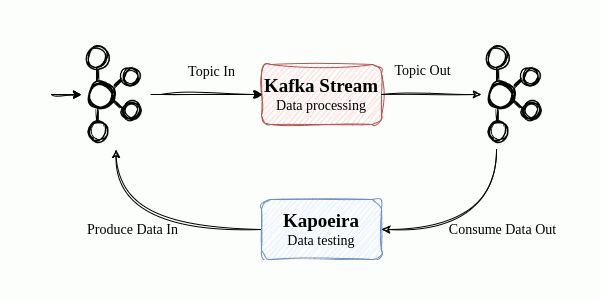 Topic In
Kafka Stream
Data processing
Topic Out
Produce Data In
Kapoeira
Data testing
Consume Data Out